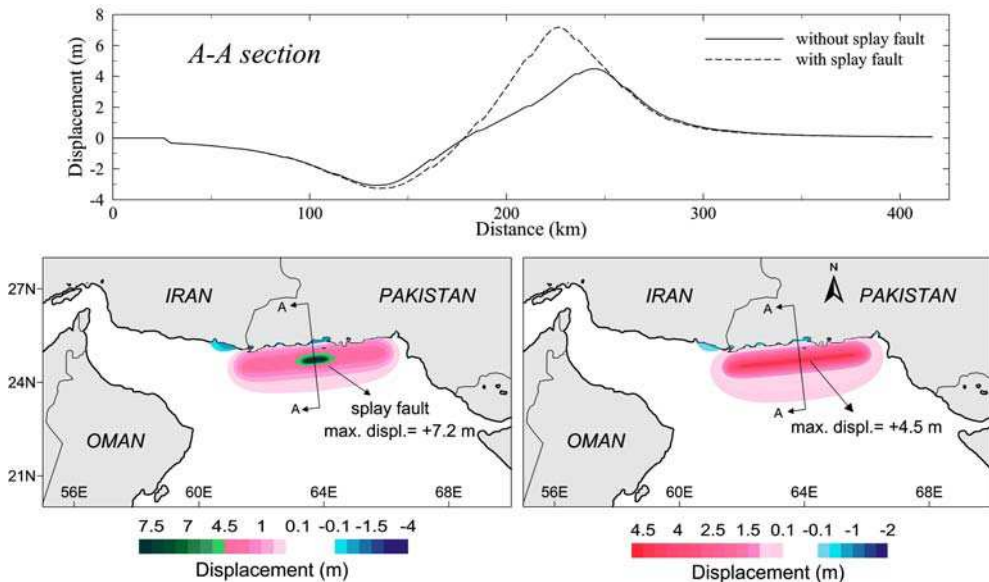 A-A section
without splay fault
with splay fault
Displacement (m)
8
6
4
2
0
-2
-4
0 100 200 300 400
Distance (km)
27N
24N
21N
IRAN
PAKISTAN
OMAN
A
A
splay fault
max. displ.= +7.2 m
56E 60E 64E 68E
7.5 7 4.5 1 0.1 -0.1 -1.5 -4
Displacement (m)
IRAN
N
PAKISTAN
OMAN
A
A
max. displ.= +4.5 m
56E 60E 64E 68E
4.5 4 2.5 1.5 0.1 -0.1 -1 -2
Displacement (m)